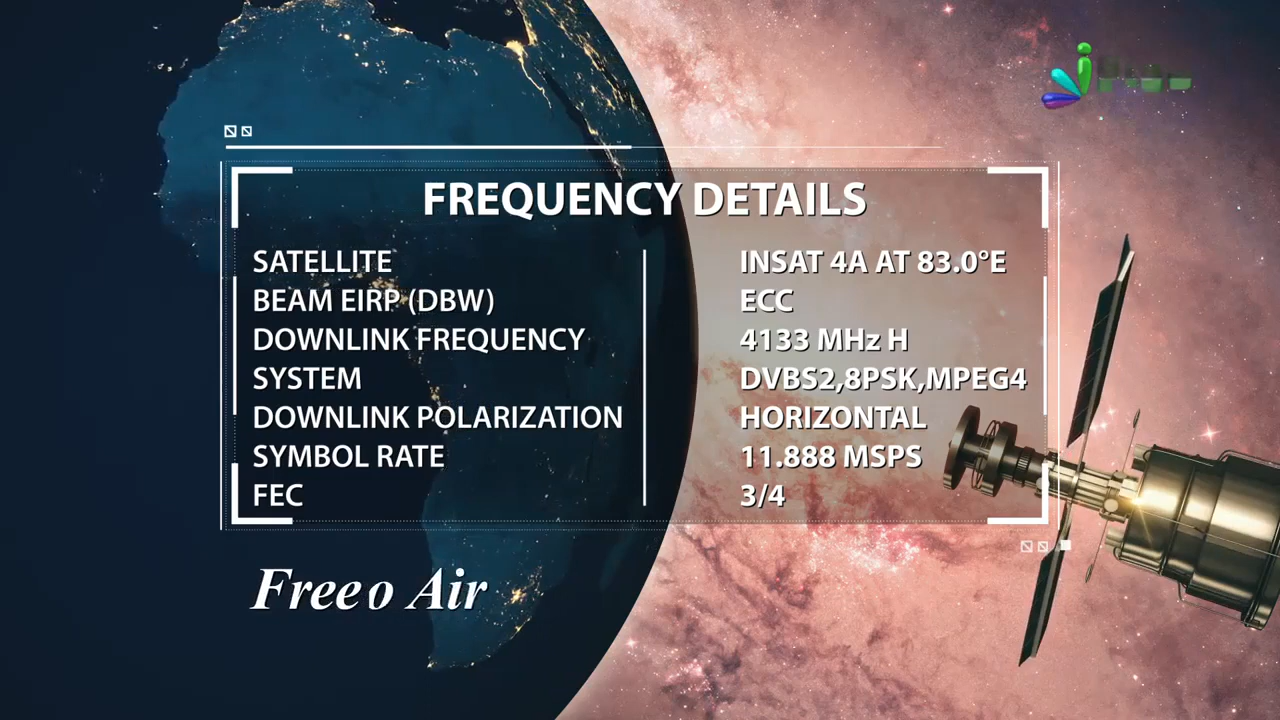 FREQUENCY DETAILS
SATELLITE INSAT 4A AT 83.0°E
BEAM EIRP (DBW) ECC
DOWNLINK FREQUENCY 4133 MHz H
SYSTEM DVBS2,8PSK,MPEG4
DOWNLINK POLARIZATION HORIZONTAL
SYMBOL RATE 11.888 MSPS
FEC 3/4
Free o Air